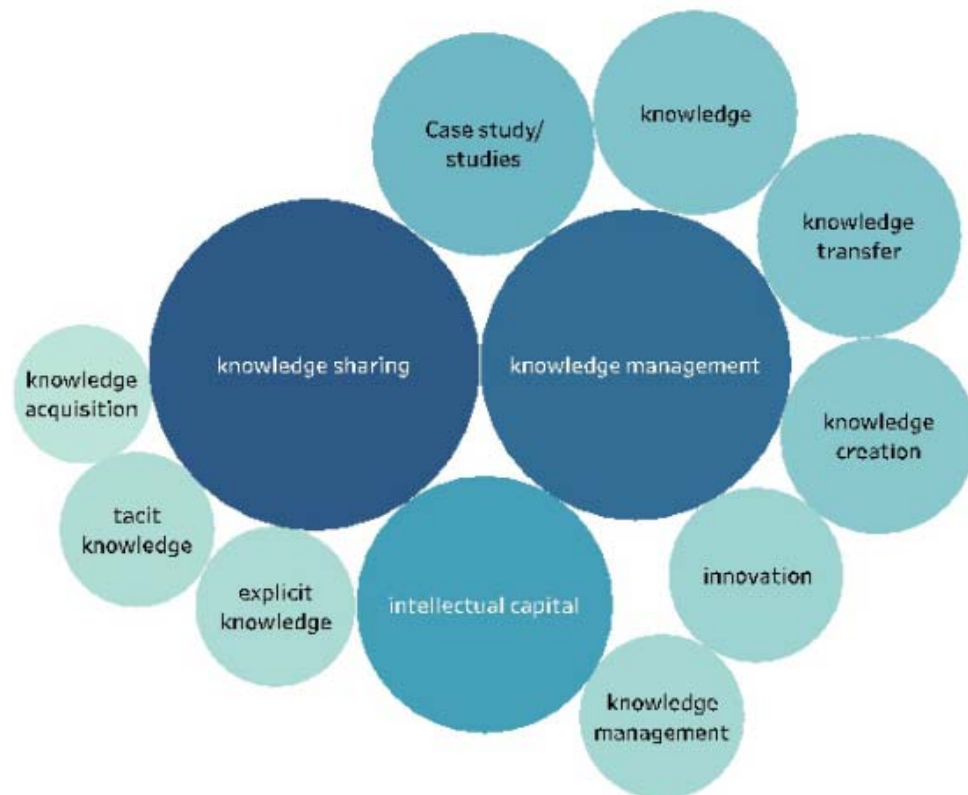 Case study/
studies
knowledge
knowledge
transfer
knowledge sharing
knowledge management
knowledge
acquisition
knowledge
creation
tacit
knowledge
explicit
knowledge
intellectual capital
innovation
knowledge
management